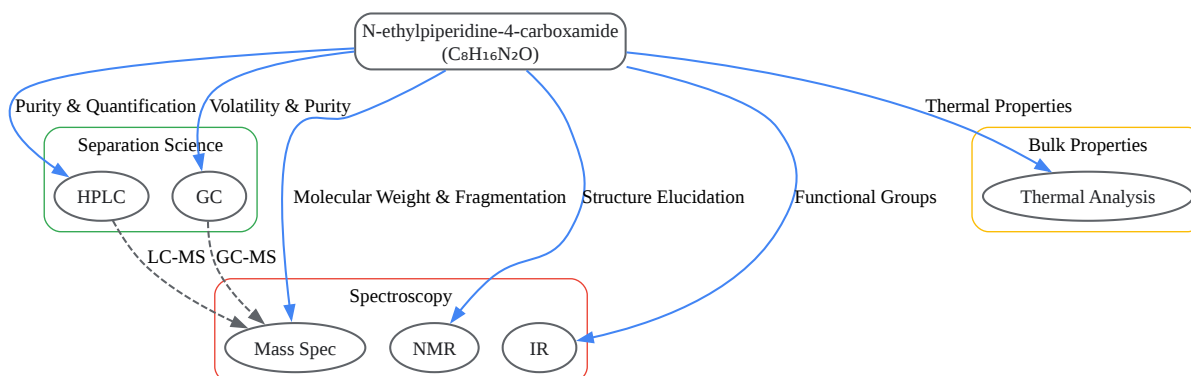 N-ethylpiperidine-4-carboxamide
(C₈H₁₆N₂O)
Purity & Quantification
Volatility & Purity
Thermal Properties
Separation Science
Bulk Properties
HPLC
GC
Molecular Weight & Fragmentation
Structure Elucidation
Functional Groups
Thermal Analysis
LC-MS
GC-MS
Spectroscopy
Mass Spec
NMR
IR